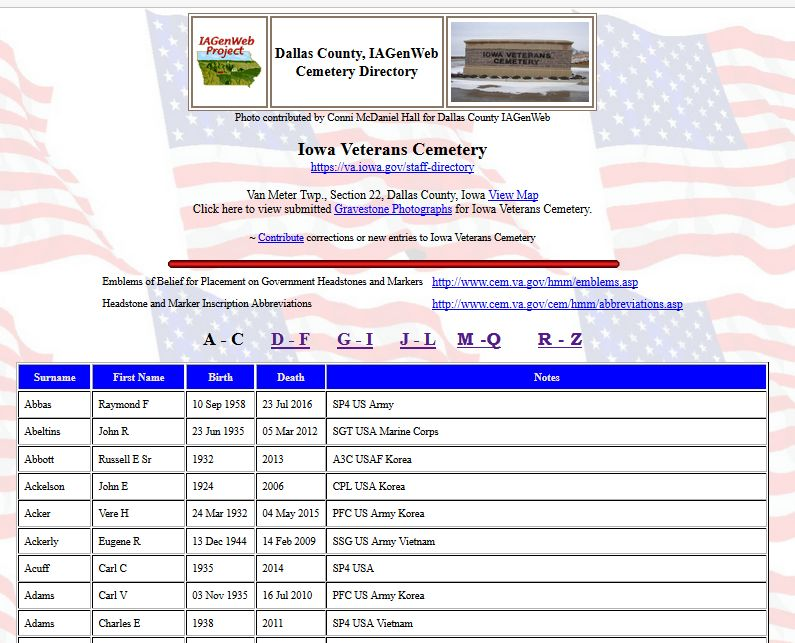 IAGenWeb
Project
Dallas County, IAGenWeb
Cemetery Directory
IOWA VETERANS
CEMETERY
Photo contributed by Conni McDaniel Hall for Dallas County IAGenWeb
Iowa Veterans Cemetery
https://va.iowa.gov/staff-directory
Van Meter Twp., Section 22, Dallas County, Iowa View Map
Click here to view submitted Gravestone Photographs for Iowa Veterans Cemetery.
~ Contribute corrections or new entries to Iowa Veterans Cemetery
Emblems of Belief for Placement on Government Headstones and Markers http://www.cem.va.gov/hmm/emblems.asp
Headstone and Marker Inscription Abbreviations http://www.cem.va.gov/cem/hmm/abbreviations.asp
A - C D - F G - I J - L M -Q R - Z
Surname First Name Birth Death Notes
Abbas Raymond F 10 Sep 1958 23 Jul 2016 SP4 US Army
Abeltins John R 23 Jun 1935 05 Mar 2012 SGT USA Marine Corps
Abbott Russell E Sr 1932 2013 A3C USAF Korea
Ackelson John E 1924 2006 CPL USA Korea
Acker Vere H 24 Mar 1932 04 May 2015 PFC US Army Korea
Ackerly Eugene R 13 Dec 1944 14 Feb 2009 SSG US Army Vietnam
Acuff Carl C 1935 2014 SP4 USA
Adams Carl V 03 Nov 1935 16 Jul 2010 PFC US Army Korea
Adams Charles E 1938 2011 SP4 USA Vietnam